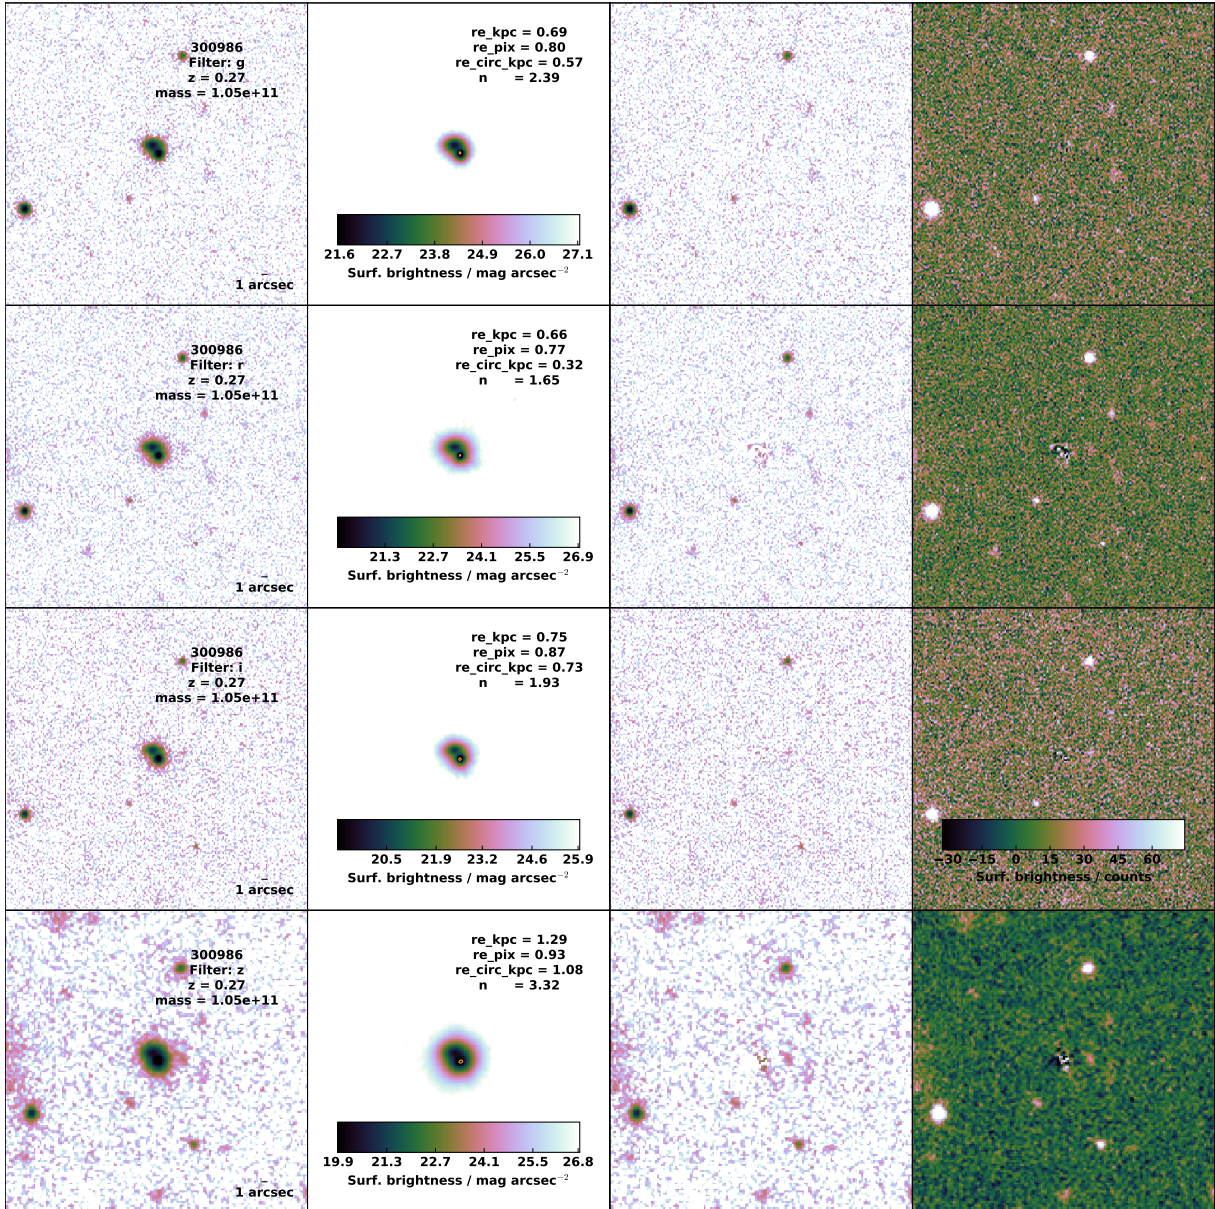 300986
Filter: g
z = 0.27
mass = 1.05e+11
1 arcsec
re_kpc = 0.69
re_pix = 0.80
re_circ_kpc = 0.57
n = 2.39
21.6 22.7 23.8 24.9 26.0 27.1
Surf. brightness / mag arcsec⁻²
300986
Filter: r
z = 0.27
mass = 1.05e+11
1 arcsec
re_kpc = 0.66
re_pix = 0.77
re_circ_kpc = 0.32
n = 1.65
21.3 22.7 24.1 25.5 26.9
Surf. brightness / mag arcsec⁻²
300986
Filter: i
z = 0.27
mass = 1.05e+11
1 arcsec
re_kpc = 0.75
re_pix = 0.87
re_circ_kpc = 0.73
n = 1.93
20.5 21.9 23.2 24.6 25.9
Surf. brightness / mag arcsec⁻²
−30 −15 0 15 30 45 60
Surf. brightness / counts
300986
Filter: z
z = 0.27
mass = 1.05e+11
1 arcsec
re_kpc = 1.29
re_pix = 0.93
re_circ_kpc = 1.08
n = 3.32
19.9 21.3 22.7 24.1 25.5 26.8
Surf. brightness / mag arcsec⁻²